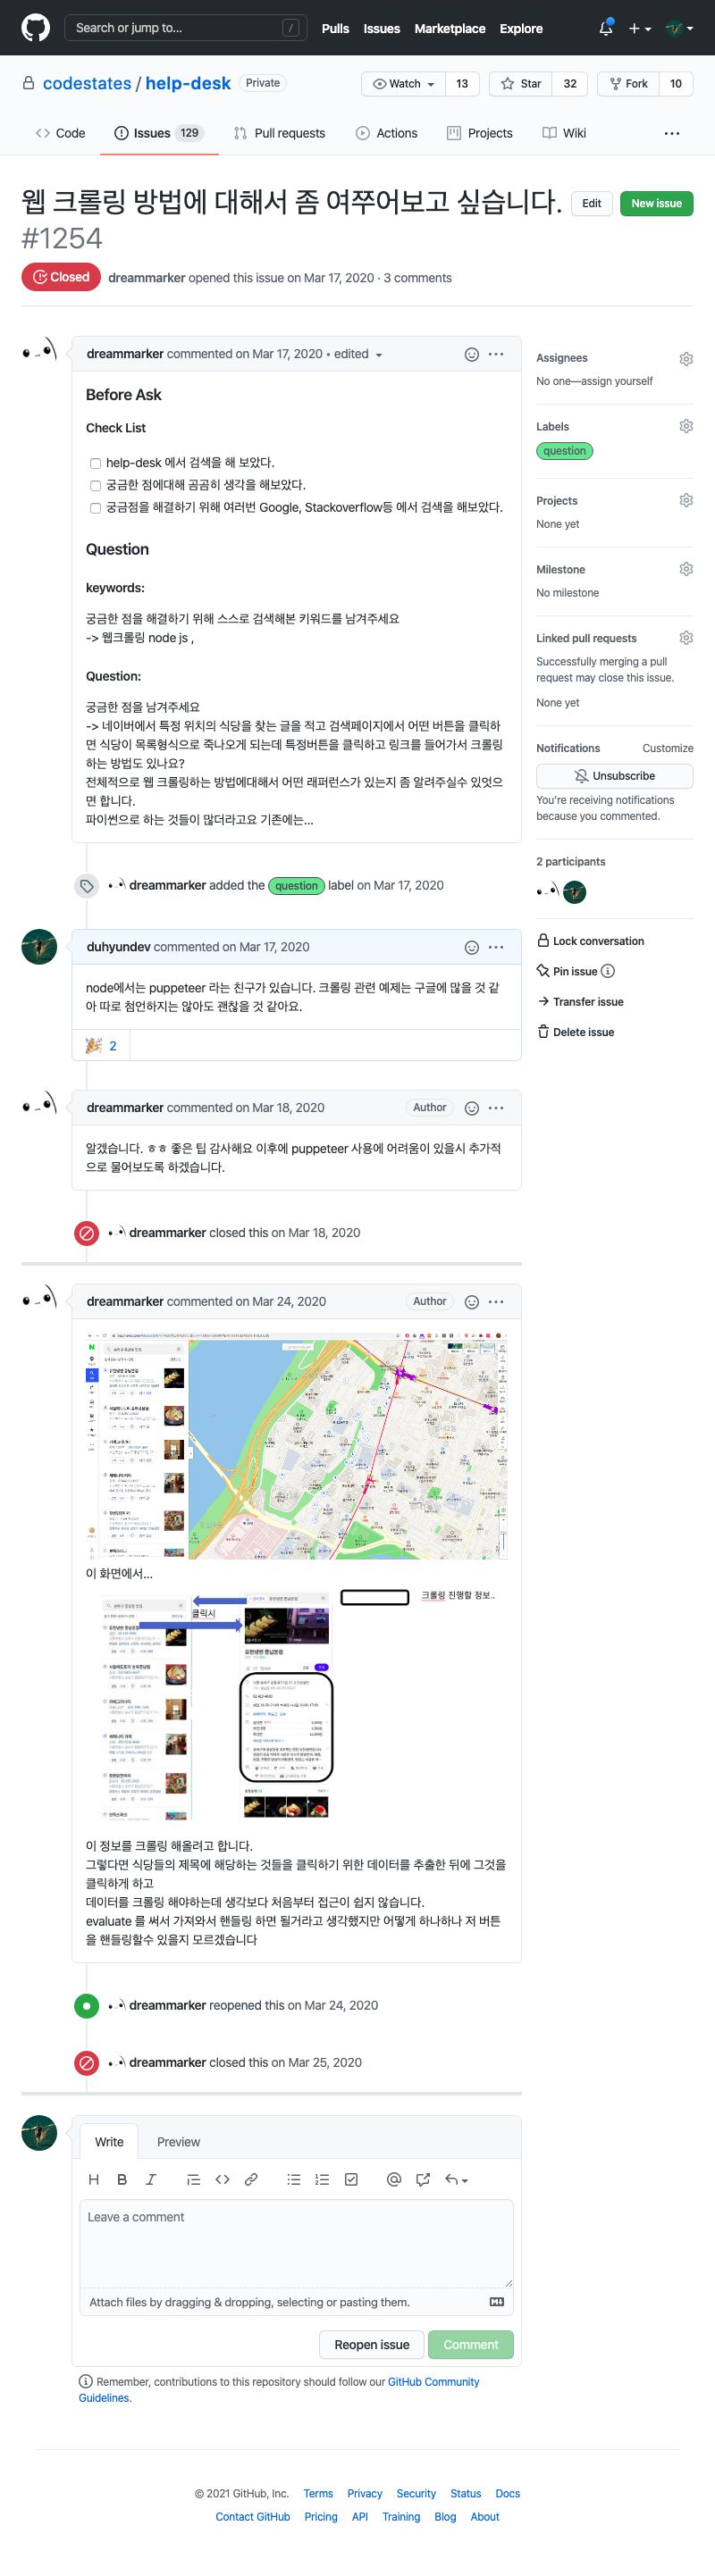 Search or jump to...
/
Pulls
Issues
Marketplace
Explore
codestates / help-desk
Private
Watch
13
Star
32
Fork
10
Code
Issues 129
Pull requests
Actions
Projects
Wiki
웹 크롤링 방법에 대해서 좀 여쭈어보고 싶습니다.
#1254
Edit
New issue
Closed
dreammarker opened this issue on Mar 17, 2020 · 3 comments
dreammarker commented on Mar 17, 2020 • edited
Before Ask
Check List
help-desk 에서 검색을 해 보았다.
궁금한 점에대해 곰곰히 생각을 해보았다.
궁금점을 해결하기 위해 여러번 Google, Stackoverflow등 에서 검색을 해보았다.
Question
keywords:
궁금한 점을 해결하기 위해 스스로 검색해본 키워드를 남겨주세요
-> 웹크롤링 node js ,
Question:
궁금한 점을 남겨주세요
-> 네이버에서 특정 위치의 식당을 찾는 글을 적고 검색페이지에서 어떤 버튼을 클릭하
면 식당이 목록형식으로 죽나오게 되는데 특정버튼을 클릭하고 링크를 들어가서 크롤링
하는 방법도 있나요?
전체적으로 웹 크롤링하는 방법에대해서 어떤 래퍼런스가 있는지 좀 알려주실수 있엇으
면 합니다.
파이썬으로 하는 것들이 많더라고요 기존에는...
Assignees
No one—assign yourself
Labels
question
Projects
None yet
Milestone
No milestone
Linked pull requests
Successfully merging a pull
request may close this issue.
None yet
Notifications
Customize
Unsubscribe
You're receiving notifications
because you commented.
2 participants
Lock conversation
Pin issue
Transfer issue
Delete issue
dreammarker added the question label on Mar 17, 2020
duhyundev commented on Mar 17, 2020
node에서는 puppeteer 라는 친구가 있습니다. 크롤링 관련 예제는 구글에 많을 것 같
아 따로 첨언하지는 않아도 괜찮을 것 같아요.
2
dreammarker commented on Mar 18, 2020
Author
알겠습니다. ㅎㅎ 좋은 팁 감사해요 이후에 puppeteer 사용에 어려움이 있을시 추가적
으로 물어보도록 하겠습니다.
dreammarker closed this on Mar 18, 2020
dreammarker commented on Mar 24, 2020
Author
이 화면에서...
클릭시
크롤링 진행할 정보..
이 정보를 크롤링 해올려고 합니다.
그렇다면 식당들의 제목에 해당하는 것들을 클릭하기 위한 데이터를 추출한 뒤에 그것을
클릭하게 하고
데이터를 크롤링 해야하는데 생각보다 처음부터 접근이 쉽지 않습니다.
evaluate 를 써서 가져와서 핸들링 하면 될거라고 생각했지만 어떻게 하나하나 저 버튼
을 핸들링할수 있을지 모르겠습니다
dreammarker reopened this on Mar 24, 2020
dreammarker closed this on Mar 25, 2020
Write
Preview
Leave a comment
Attach files by dragging & dropping, selecting or pasting them.
Reopen issue
Comment
Remember, contributions to this repository should follow our GitHub Community
Guidelines.
© 2021 GitHub, Inc.
Terms
Privacy
Security
Status
Docs
Contact GitHub
Pricing
API
Training
Blog
About